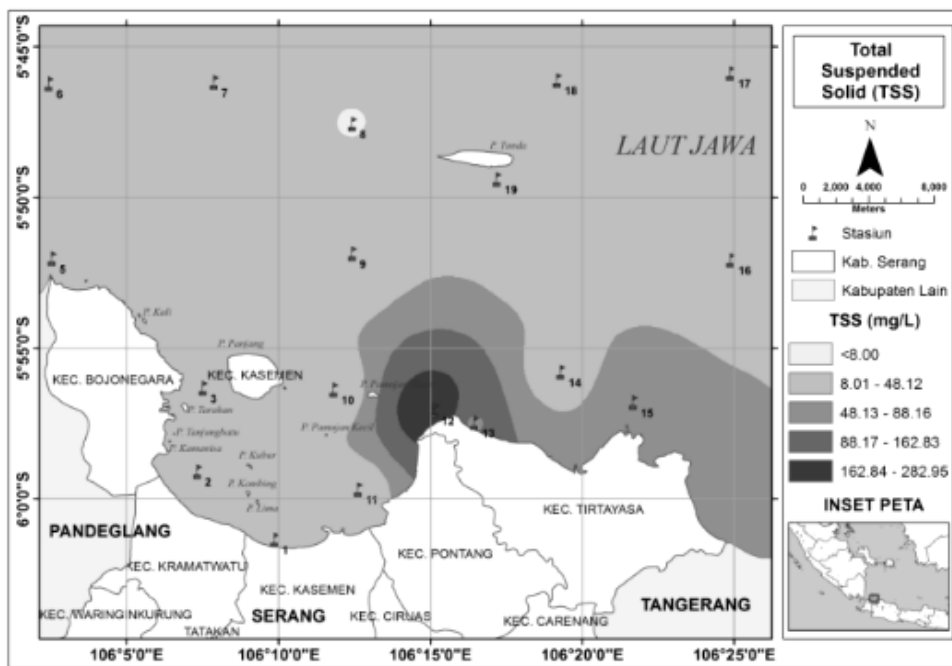 Total
Suspended
Solid (TSS)
N
0 2,000 4,000 8,000
Meters
Stasiun
Kab. Serang
Kabupaten Lain
TSS (mg/L)
<8.00
8.01 - 48.12
48.13 - 88.16
88.17 - 162.83
162.84 - 282.95
INSET PETA
5°45'0"S
5°50'0"S
5°55'0"S
6°0'0"S
106°5'0"E
106°10'0"E
106°15'0"E
106°20'0"E
106°25'0"E
6
7
18
17
8
LAUT JAWA
P. Tunda
19
5
9
16
P. Kali
P. Panjang
KEC. BOJONEGARA
KEC. KASEMEN
3
10
14
P. Tarahan
12
13
15
P. Pamujan Kecil
P. Kubur
2
P. Kambing
P. Lima
11
1
KEC. TIRTAYASA
PANDEGLANG
KEC. KRAMATWATU
KEC. PONTANG
KEC. KASEMEN
KEC. WARINGINKURUNG
SERANG
KEC. CIRUAS
KEC. CARENANG
TANGERANG
TATAKAN